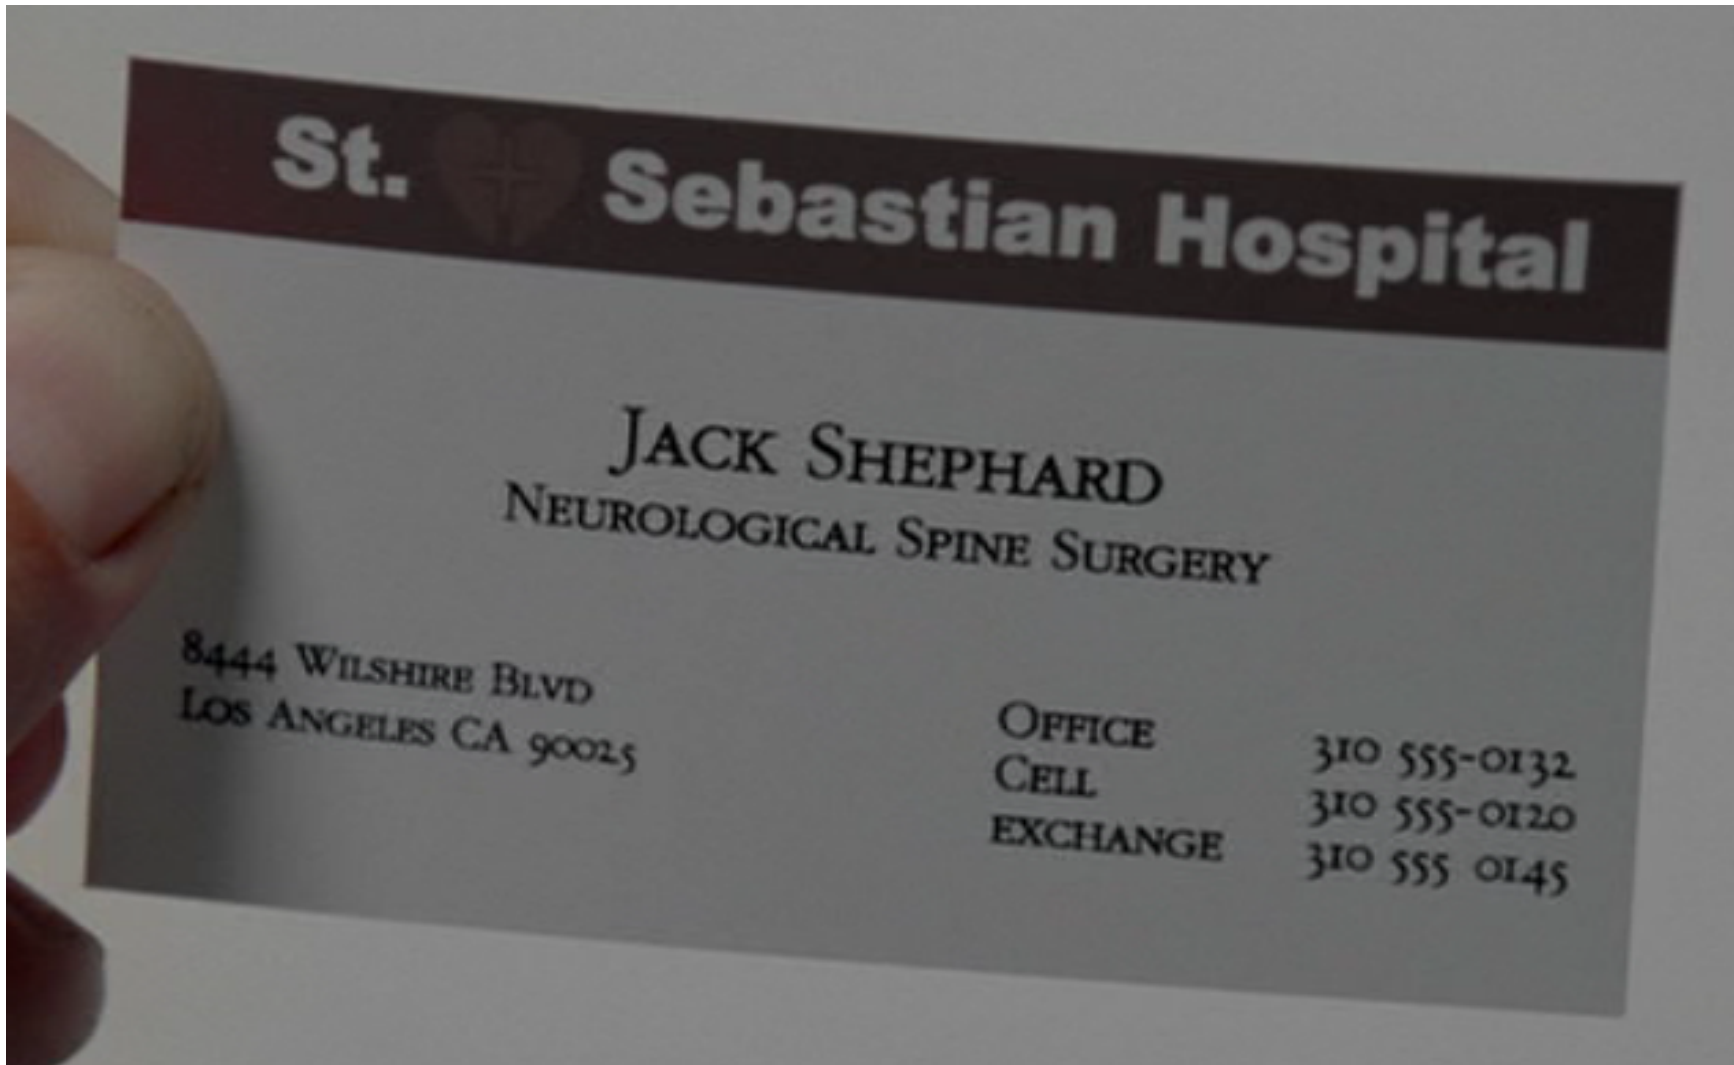 St. Sebastian Hospital
JACK SHEPHARD
NEUROLOGICAL SPINE SURGERY
8444 WILSHIRE BLVD
LOS ANGELES CA 90025
OFFICE 310 555-0132
CELL 310 555-0120
EXCHANGE 310 555 0145